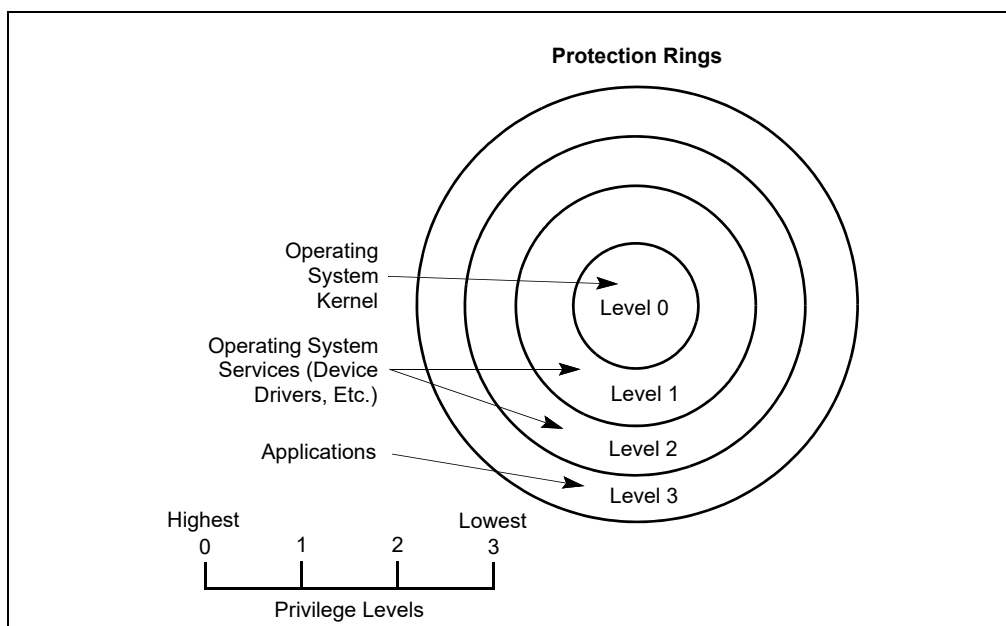 Protection Rings
Operating
System
Kernel
Level 0
Operating System
Services (Device
Drivers, Etc.)
Level 1
Level 2
Applications
Level 3
Highest
Lowest
0
1
2
3
Privilege Levels